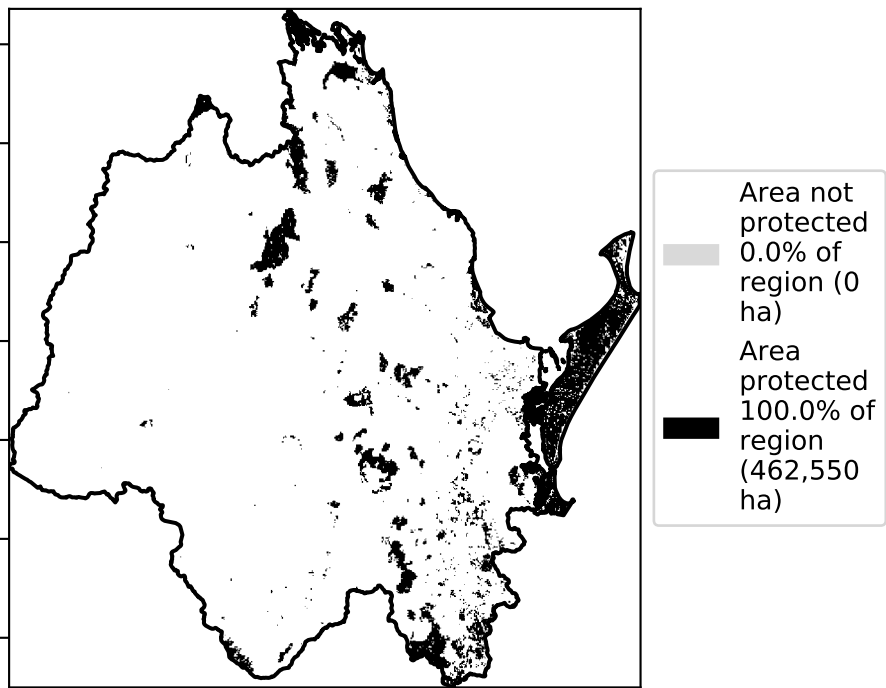 Area not
protected
0.0% of
region (0
ha)
Area
protected
100.0% of
region
(462,550
ha)